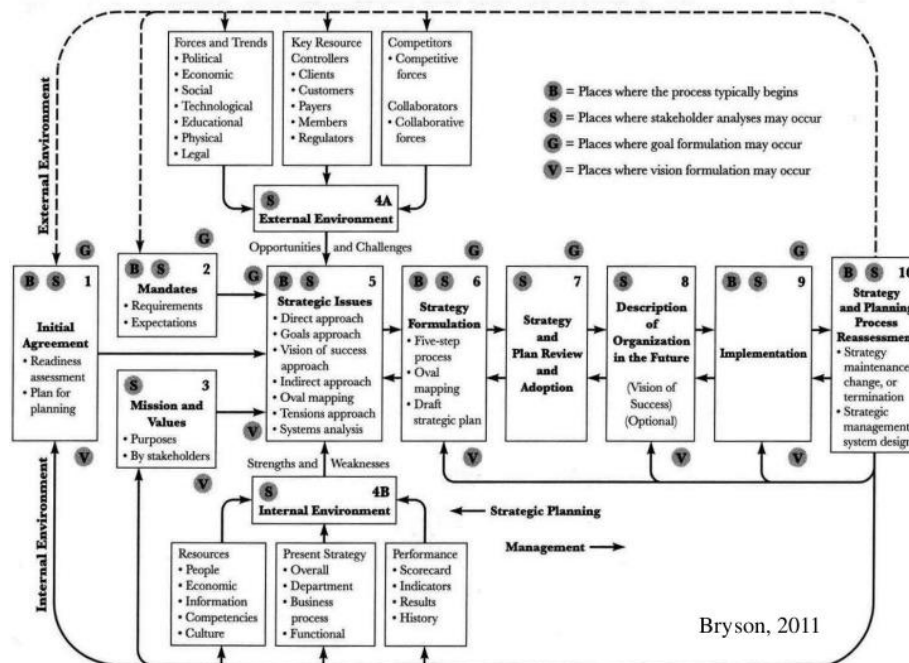 Forces and Trends
• Political
• Economic
• Social
• Technological
• Educational
• Physical
• Legal
Key Resource
Controllers
• Clients
• Customers
• Payers
• Members
• Regulators
Competitors
• Competitive
forces
Collaborators
• Collaborative
forces
B = Places where the process typically begins
S = Places where stakeholder analyses may occur
G = Places where goal formulation may occur
V = Places where vision formulation may occur
External Environment
S 4A
External Environment
Opportunities and Challenges
G
B S 1
Initial
Agreement
• Readiness
assessment
• Plan for
planning
V
G
B S 2
Mandates
• Requirements
• Expectations
S 3
Mission and
Values
• Purposes
• By stakeholders
V
G
B S 5
Strategic Issues
• Direct approach
• Goals approach
• Vision of success
approach
• Indirect approach
• Oval mapping
• Tensions approach
• Systems analysis
V
G
B S 6
Strategy
Formulation
• Five-step
process
• Oval
mapping
• Draft
strategic plan
V
G
S 7
Strategy
and
Plan Review
and
Adoption
S 8
Description of
Organization
in the Future
(Vision of
Success)
(Optional)
V
G
B S 9
Implementation
V
B S 10
Strategy
and Planning
Process
Reassessment
• Strategy
maintenance,
change, or
termination
• Strategic
management
system design
Strengths and Weaknesses
S 4B
Internal Environment
Strategic Planning
Management
Internal Environment
Resources
• People
• Economic
• Information
• Competencies
• Culture
Present Strategy
• Overall
• Department
• Business
process
• Functional
Performance
• Scorecard
• Indicators
• Results
• History
Bryson, 2011